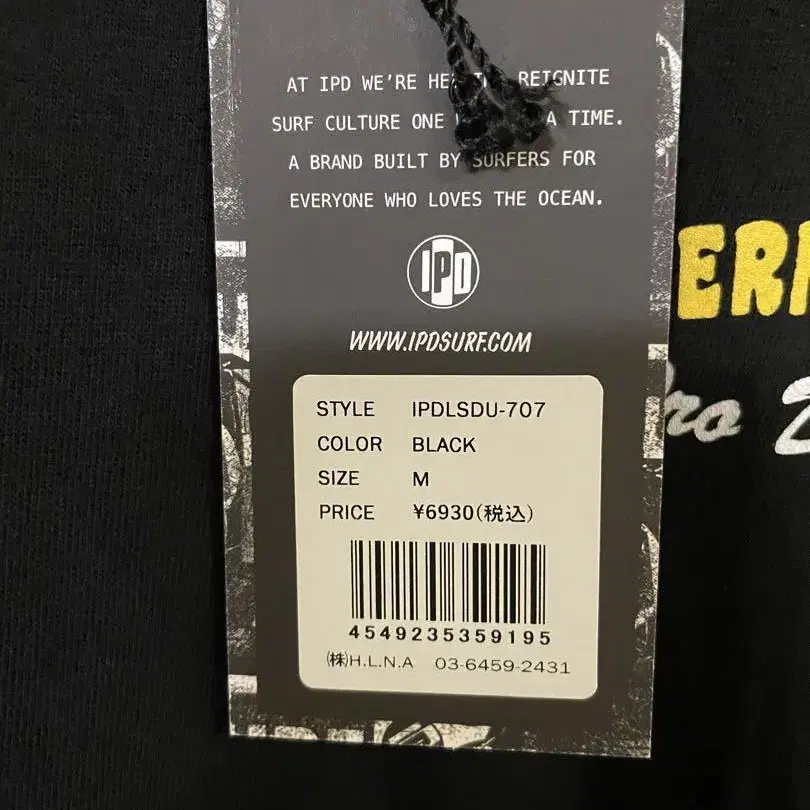 AT IPD WE'RE REIGNITE
SURF CULTURE ONE A TIME.
A BRAND BUILT BY SURFERS FOR
EVERYONE WHO LOVES THE OCEAN.
IPD
WWW.IPDSURF.COM
STYLE IPDLSDU-707
COLOR BLACK
SIZE M
PRICE ¥6930(税込)
4549235359195
㈱H.L.N.A 03-6459-2431